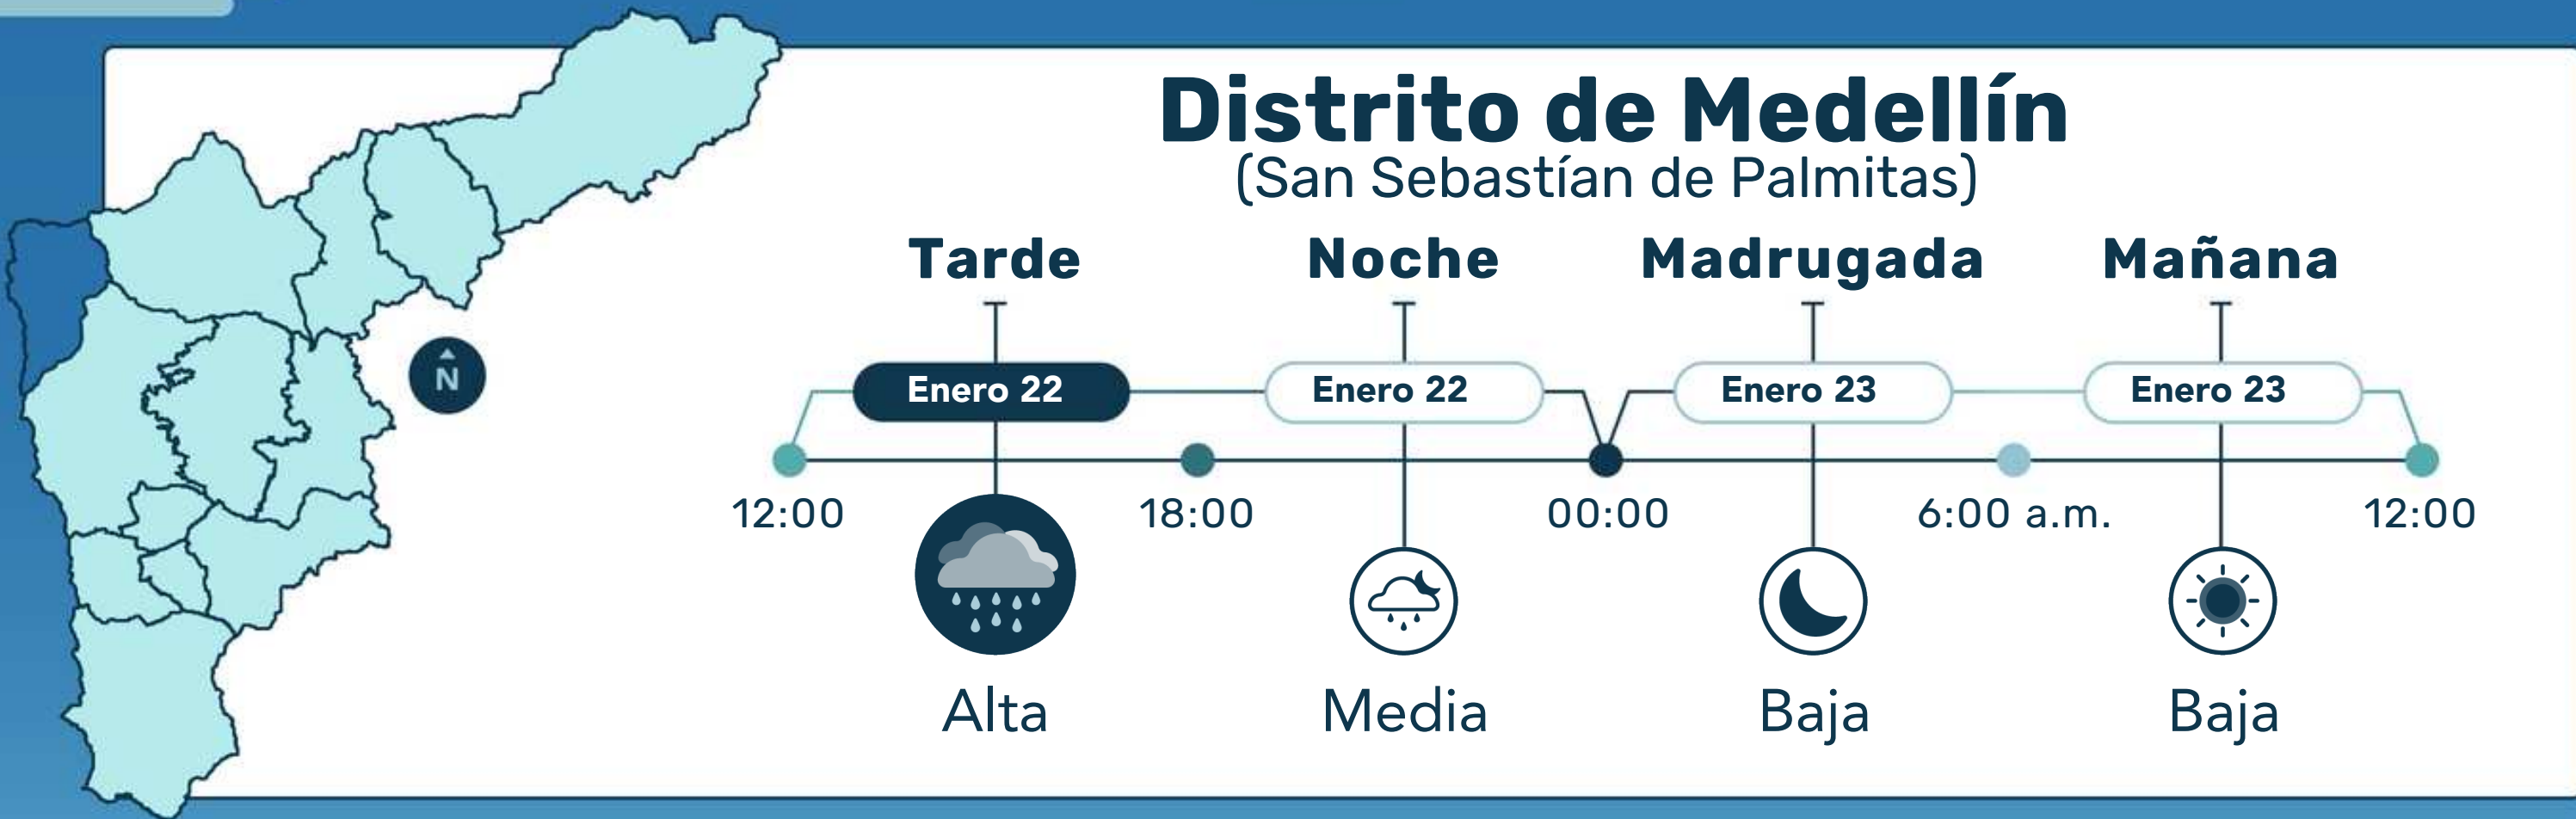 Distrito de Medellín
(San Sebastían de Palmitas)
Tarde Noche Madrugada Mañana
Enero 22 Enero 22 Enero 23 Enero 23
N
12:00 18:00 00:00 6:00 a.m. 12:00
Alta Media Baja Baja